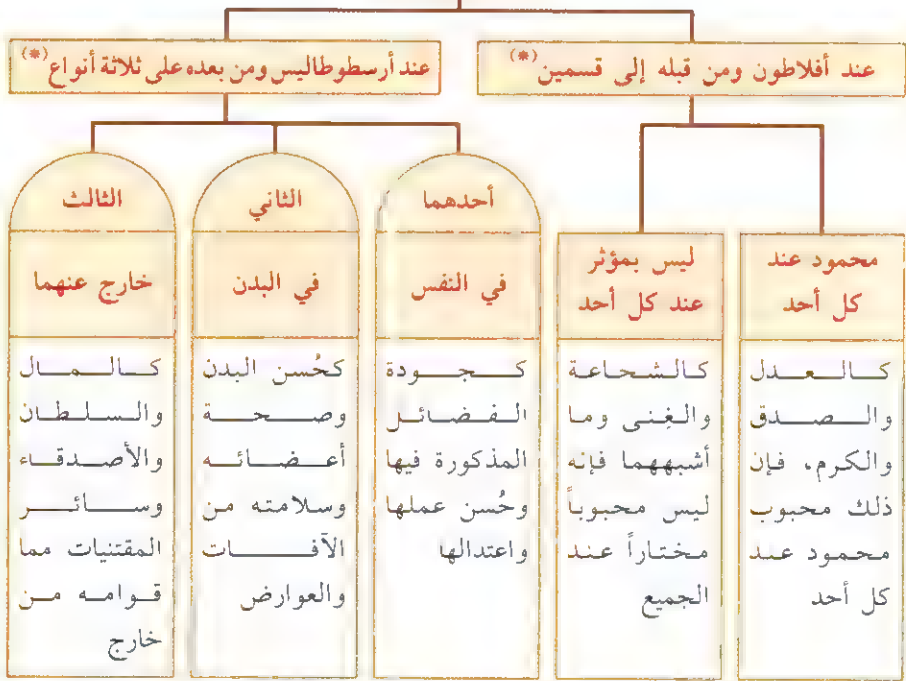 عند أفلاطون ومن قبله إلى قسمين (*)
محمود عند
كل أحد
كالعدل
والصدق
والكرم، فإن
ذلك محبوب
محمود عند
كل أحد
ليس بمؤثر
عند كل أحد
كالشجاعة
والغِنى وما
أشبههما فإنه
ليس محبوباً
مختاراً عند
الجميع
عند أرسطوطاليس ومن بعده على ثلاثة أنواع (*)
أحدهما
في النفس
كجودة
الفضائل
المذكورة فيها
وحُسن عملها
واعتدالها
الثاني
في البدن
كحُسن البدن
وصحة
أعضائه
وسلامته من
الآفات
والعوارض
الثالث
خارج عنهما
كالمال
والسلطان
والأصدقاء
وسائر
المقتنيات مما
قوامه من
خارج